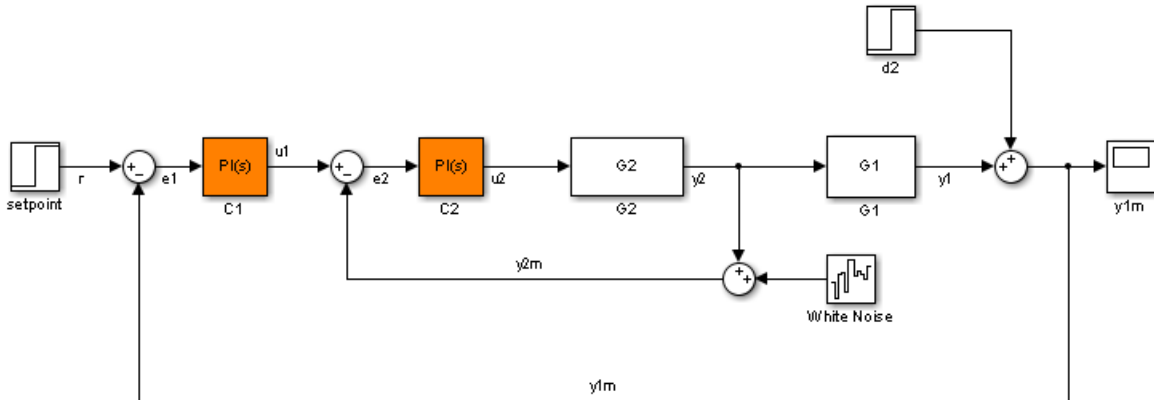 d2
setpoint
r
+
−
e1
PI(s)
C1
u1
+
−
e2
PI(s)
C2
u2
G2
G2
y2
G1
G1
y1
+
+
y1m
y2m
+
+
White Noise
y1m